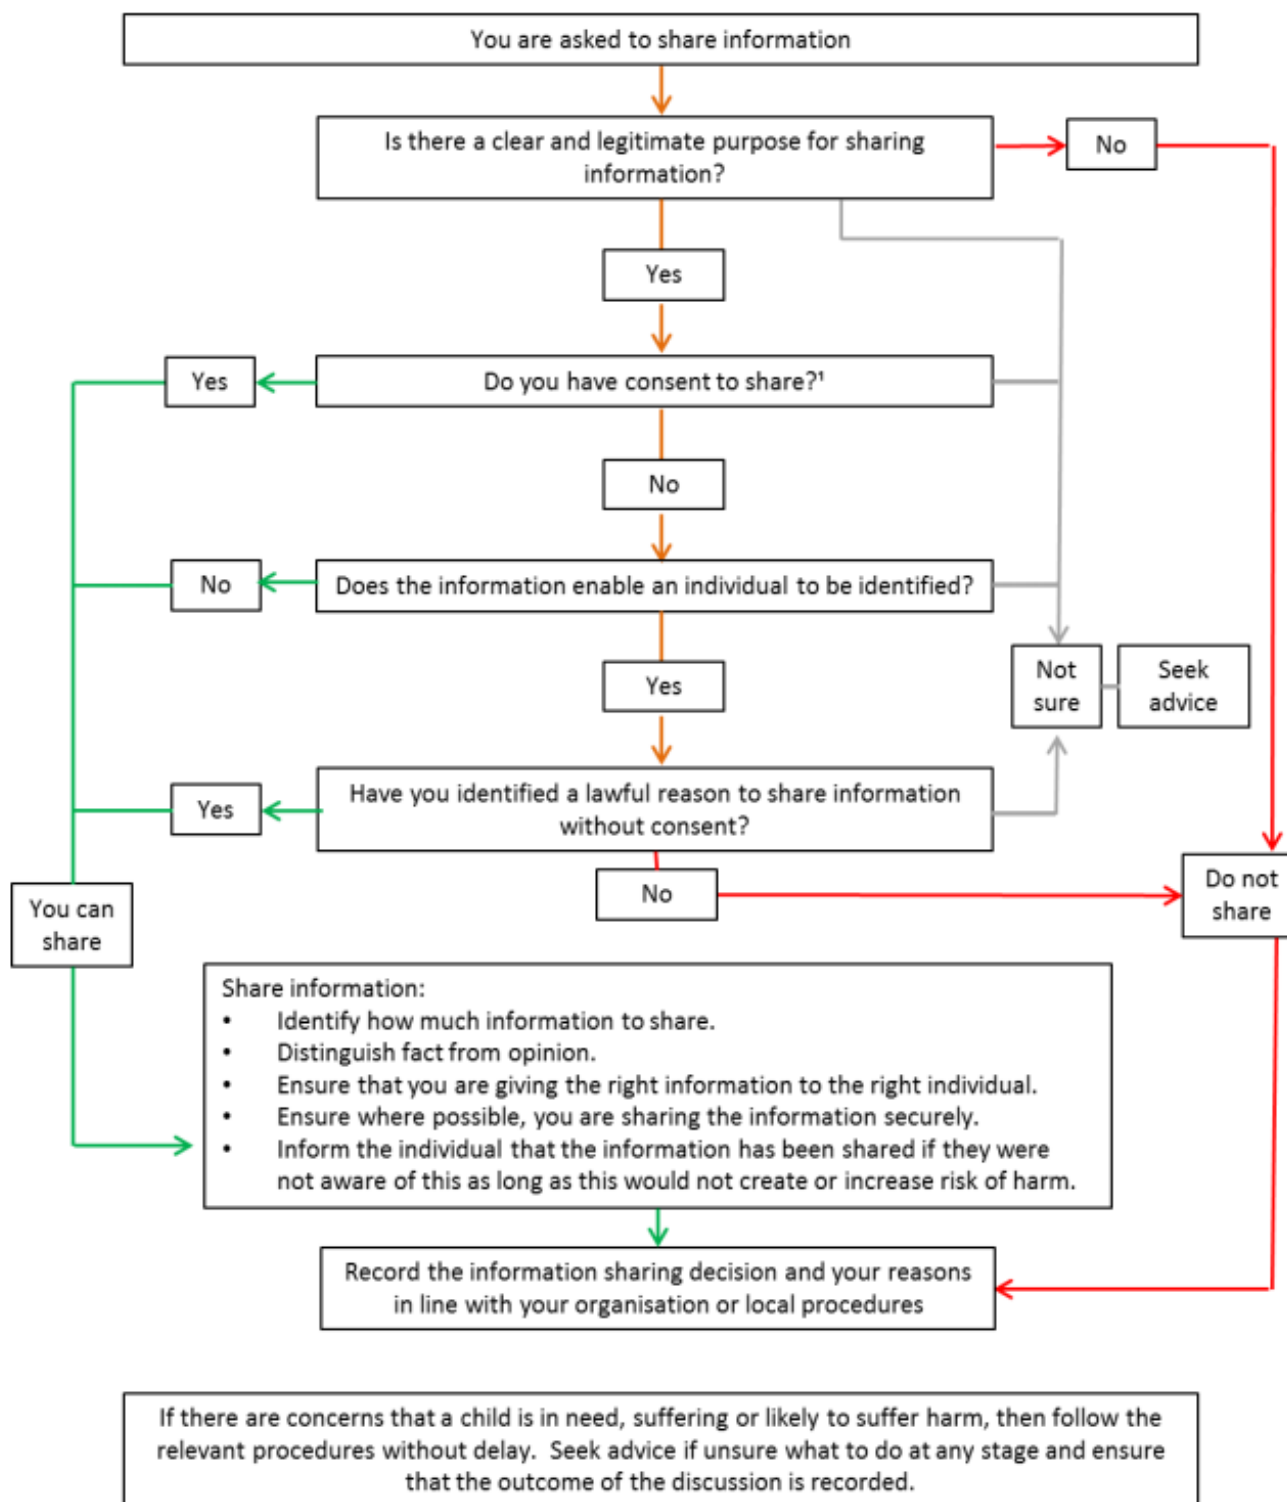 You are asked to share information
Is there a clear and legitimate purpose for sharing
information?
No
Yes
Yes
Do you have consent to share?¹
No
No
Does the information enable an individual to be identified?
Not
sure
Seek
advice
Yes
Yes
Have you identified a lawful reason to share information
without consent?
No
Do not
share
You can
share
Share information:
• Identify how much information to share.
• Distinguish fact from opinion.
• Ensure that you are giving the right information to the right individual.
• Ensure where possible, you are sharing the information securely.
• Inform the individual that the information has been shared if they were
not aware of this as long as this would not create or increase risk of harm.
Record the information sharing decision and your reasons
in line with your organisation or local procedures
If there are concerns that a child is in need, suffering or likely to suffer harm, then follow the
relevant procedures without delay. Seek advice if unsure what to do at any stage and ensure
that the outcome of the discussion is recorded.